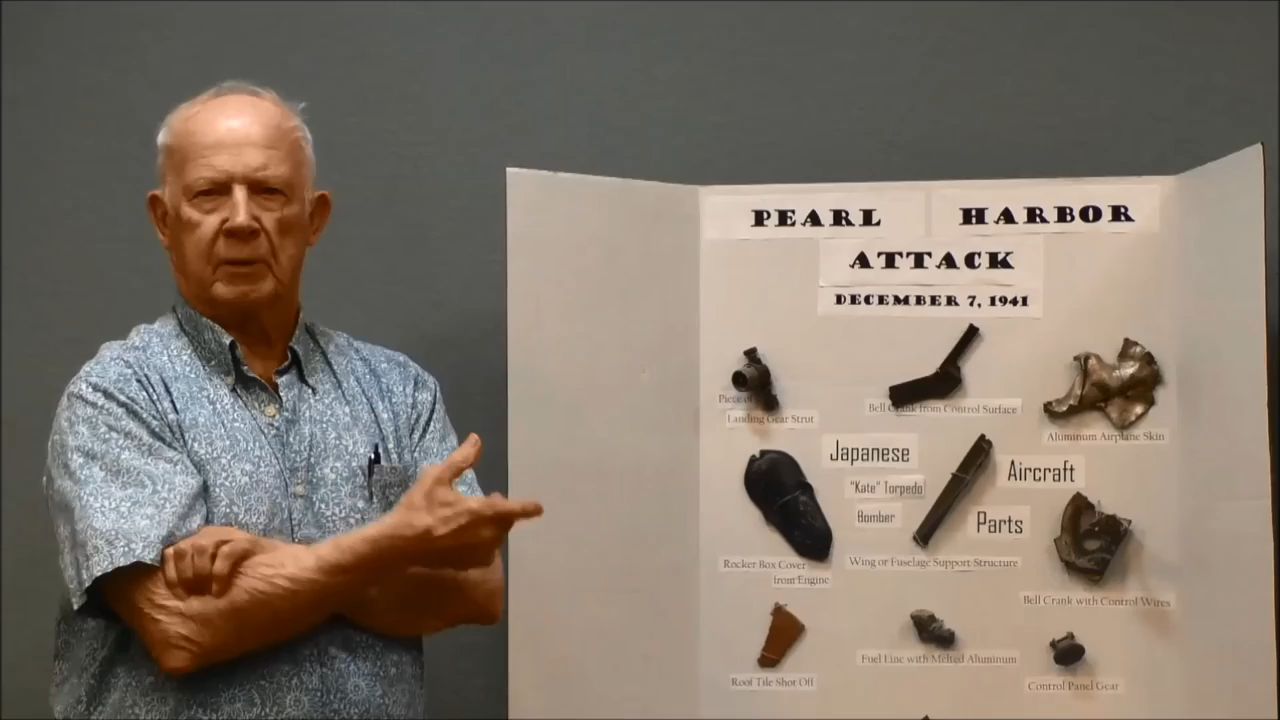 PEARL HARBOR
ATTACK
DECEMBER 7, 1941
Piece of
Landing Gear Strut
Bell Crank from Control Surface
Aluminum Airplane Skin
Japanese
"Kate" Torpedo
Bomber
Aircraft
Parts
Rocker Box Cover
from Engine
Wing or Fuselage Support Structure
Bell Crank with Control Wires
Roof Tile Shot Off
Fuel Line with Melted Aluminum
Control Panel Gear